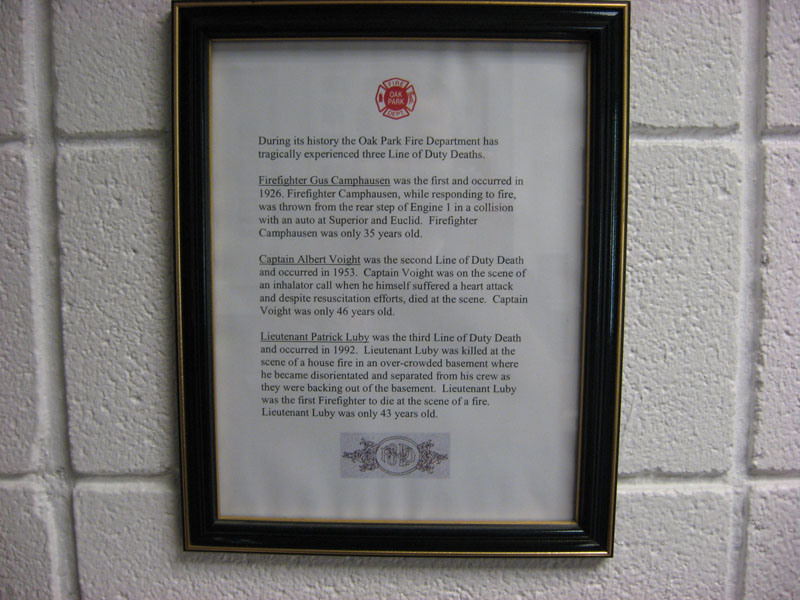 FIRE
OAK
PARK
DEPT
During its history the Oak Park Fire Department has
tragically experienced three Line of Duty Deaths.
Firefighter Gus Camphausen was the first and occurred in
1926. Firefighter Camphausen, while responding to fire,
was thrown from the rear step of Engine 1 in a collision
with an auto at Superior and Euclid. Firefighter
Camphausen was only 35 years old.
Captain Albert Voight was the second Line of Duty Death
and occurred in 1953. Captain Voight was on the scene of
an inhalator call when he himself suffered a heart attack
and despite resuscitation efforts, died at the scene. Captain
Voight was only 46 years old.
Lieutenant Patrick Luby was the third Line of Duty Death
and occurred in 1992. Lieutenant Luby was killed at the
scene of a house fire in an over-crowded basement where
he became disorientated and separated from his crew as
they were backing out of the basement. Lieutenant Luby
was the first Firefighter to die at the scene of a fire.
Lieutenant Luby was only 43 years old.